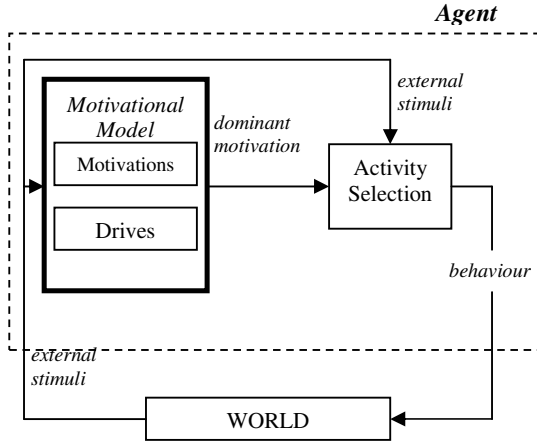 Agent
external
stimuli
Motivational
Model
dominant
motivation
Motivations
Activity
Selection
Drives
behaviour
external
stimuli
WORLD